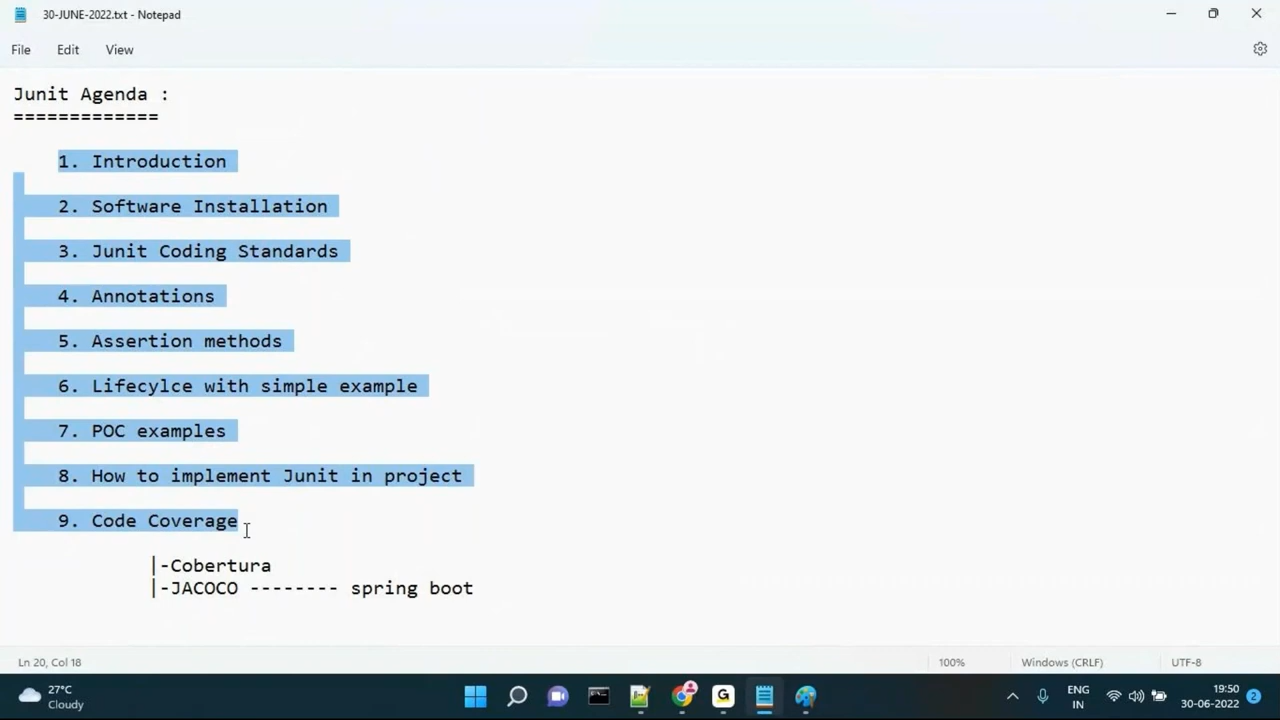 30-JUNE-2022.txt - Notepad
File Edit View
Junit Agenda :
=============
1. Introduction
2. Software Installation
3. Junit Coding Standards
4. Annotations
5. Assertion methods
6. Lifecylce with simple example
7. POC examples
8. How to implement Junit in project
9. Code Coverage
|-Cobertura
|-JACOCO -------- spring boot
Ln 20, Col 18 100% Windows (CRLF) UTF-8
27°C
Cloudy
ENG
IN
19:50
30-06-2022
2